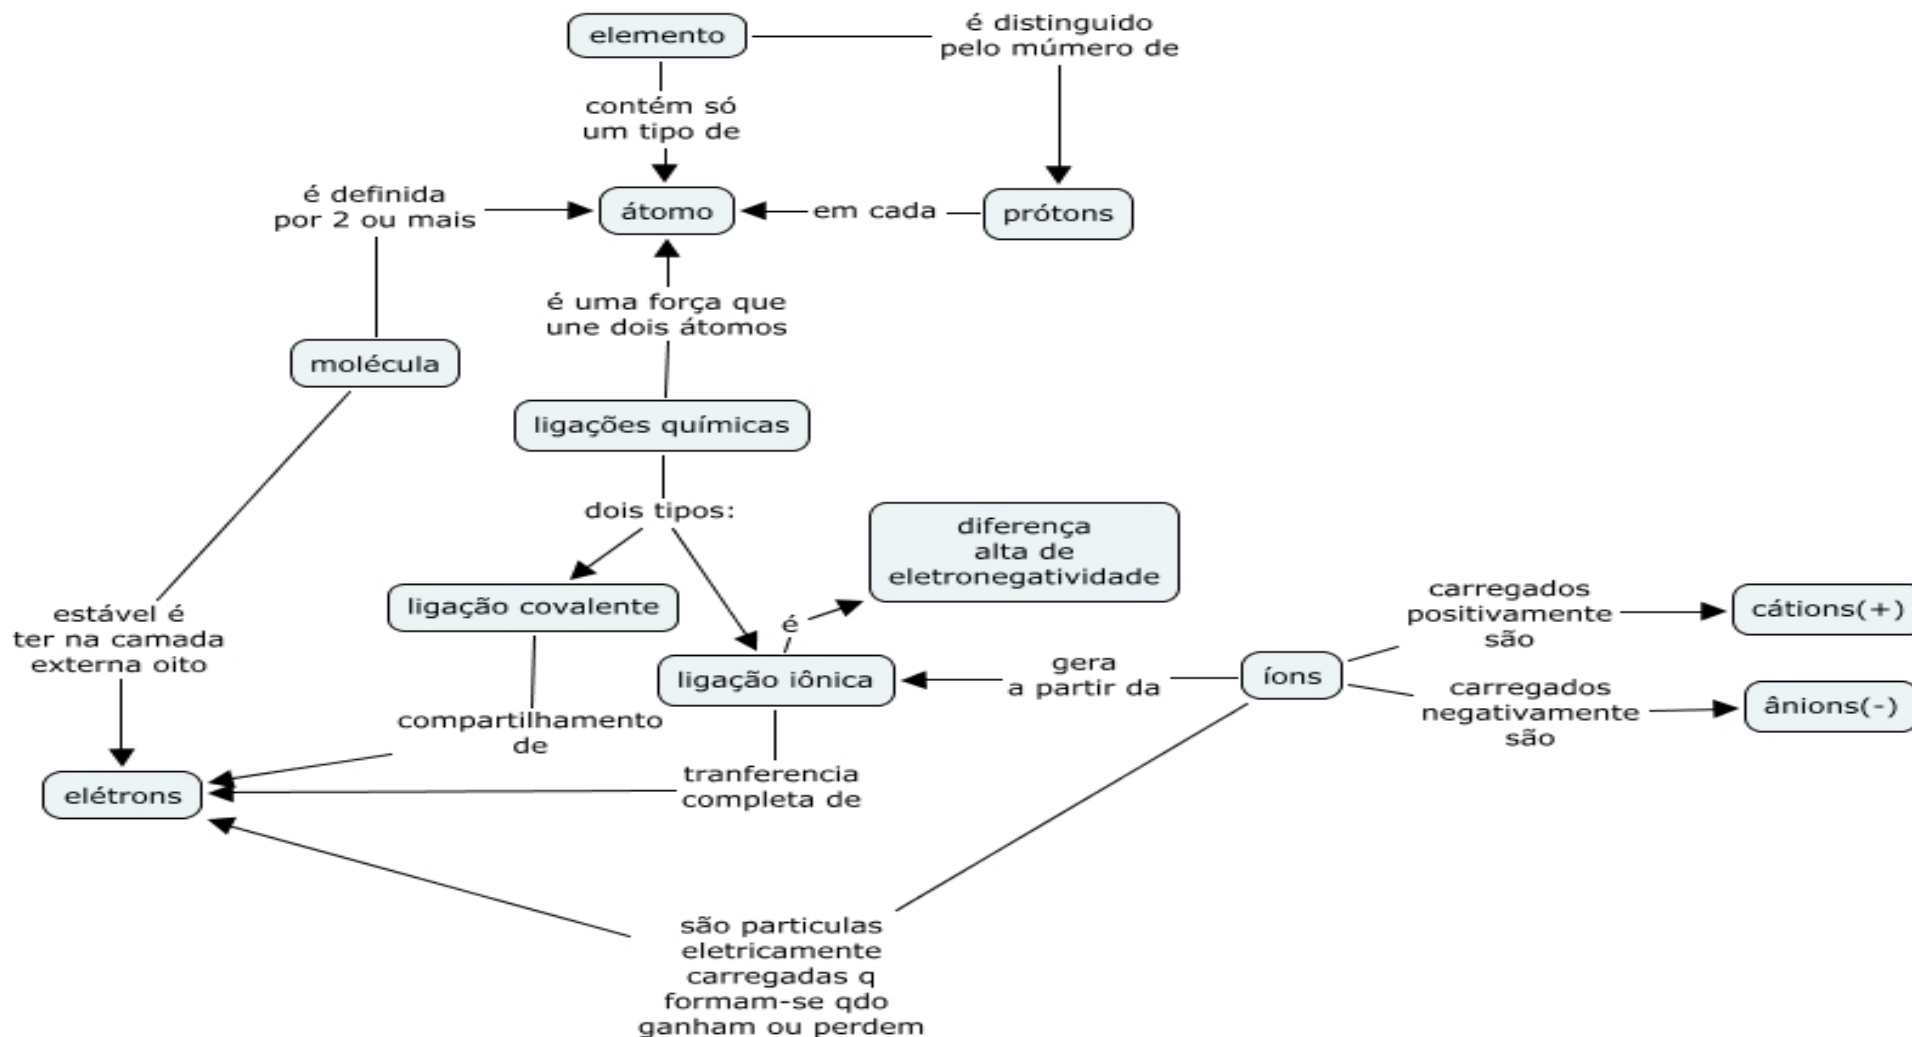 elemento
é distinguido
pelo múmero de
contém só
um tipo de
é definida
por 2 ou mais
átomo
em cada
prótons
é uma força que
une dois átomos
molécula
ligações químicas
dois tipos:
diferença
alta de
eletronegatividade
ligação covalente
é
carregados
positivamente
são
cátions(+)
estável é
ter na camada
externa oito
ligação iônica
gera
a partir da
íons
carregados
negativamente
são
ânions(-)
compartilhamento
de
elétrons
tranferencia
completa de
são particulas
eletricamente
carregadas q
formam-se qdo
ganham ou perdem